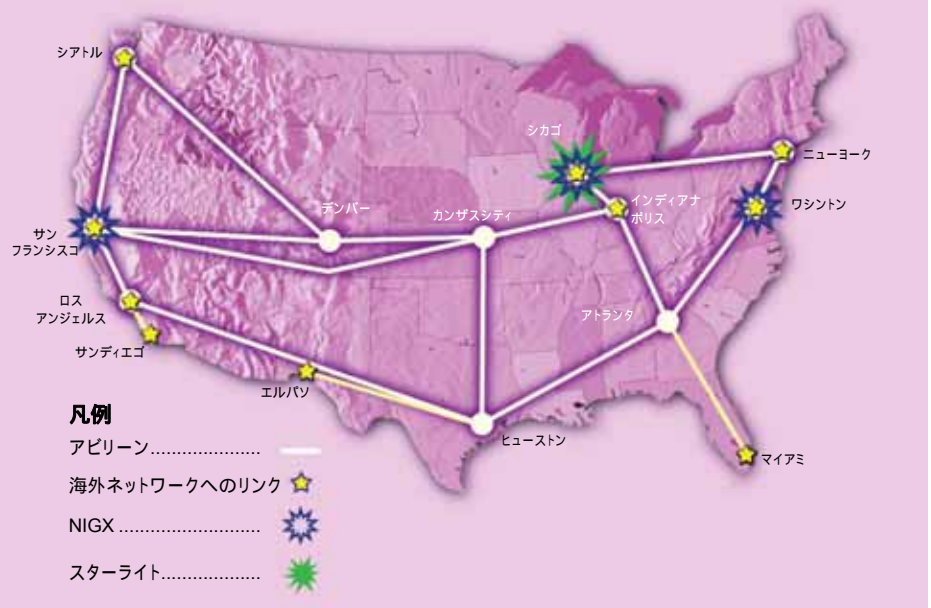 シアトル
シカゴ
ニューヨーク
インディアナ
ポリス
ワシントン
デンバー
カンザスシティ
サン
フランシスコ
ロス
アンジェルス
アトランタ
サンディエゴ
エルパソ
ヒューストン
マイアミ
凡例
アビリーン.....................
海外ネットワークへのリンク
NIGX ...........................
スターライト...................